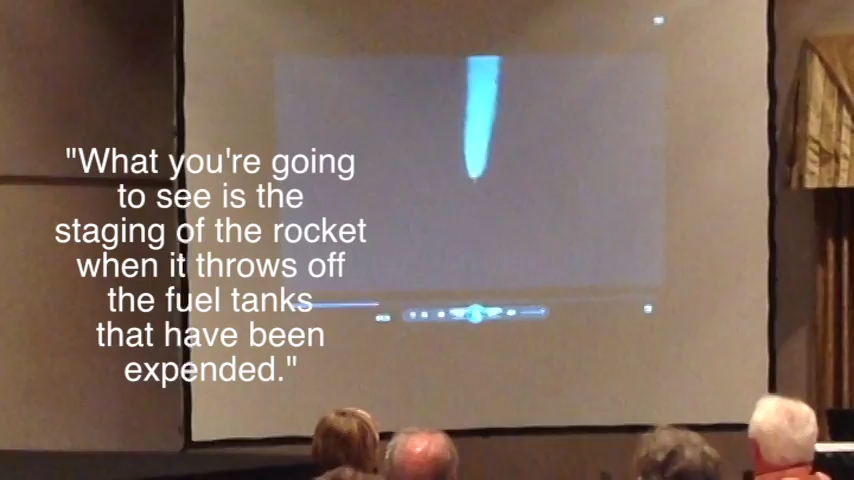 "What you're going
to see is the
staging of the rocket
when it throws off
the fuel tanks
that have been
expended."